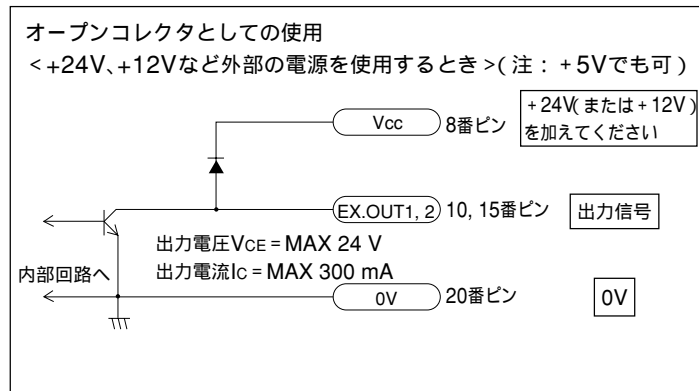 オープンコレクタとしての使用
<+24V、+12Vなど外部の電源を使用するとき>(注：+5Vでも可)
Vcc 8番ピン
+24V(または+12V)
を加えてください
EX.OUT1, 2 10, 15番ピン 出力信号
出力電圧VCE = MAX 24 V
出力電流IC = MAX 300 mA
内部回路へ
0V 20番ピン 0V